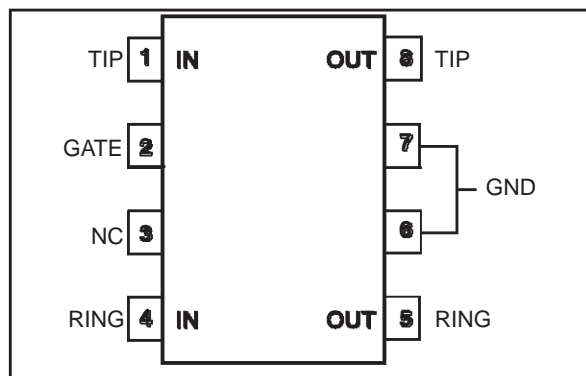 TIP 1 IN OUT 8 TIP
GATE 2 7
GND
NC 3 6
RING 4 IN OUT 5 RING